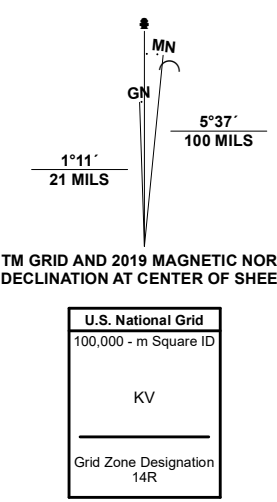 MN
GN
5°37´
100 MILS
1°11´
21 MILS
TM GRID AND 2019 MAGNETIC NOR
DECLINATION AT CENTER OF SHEE
U.S. National Grid
100,000 - m Square ID
KV
Grid Zone Designation
14R